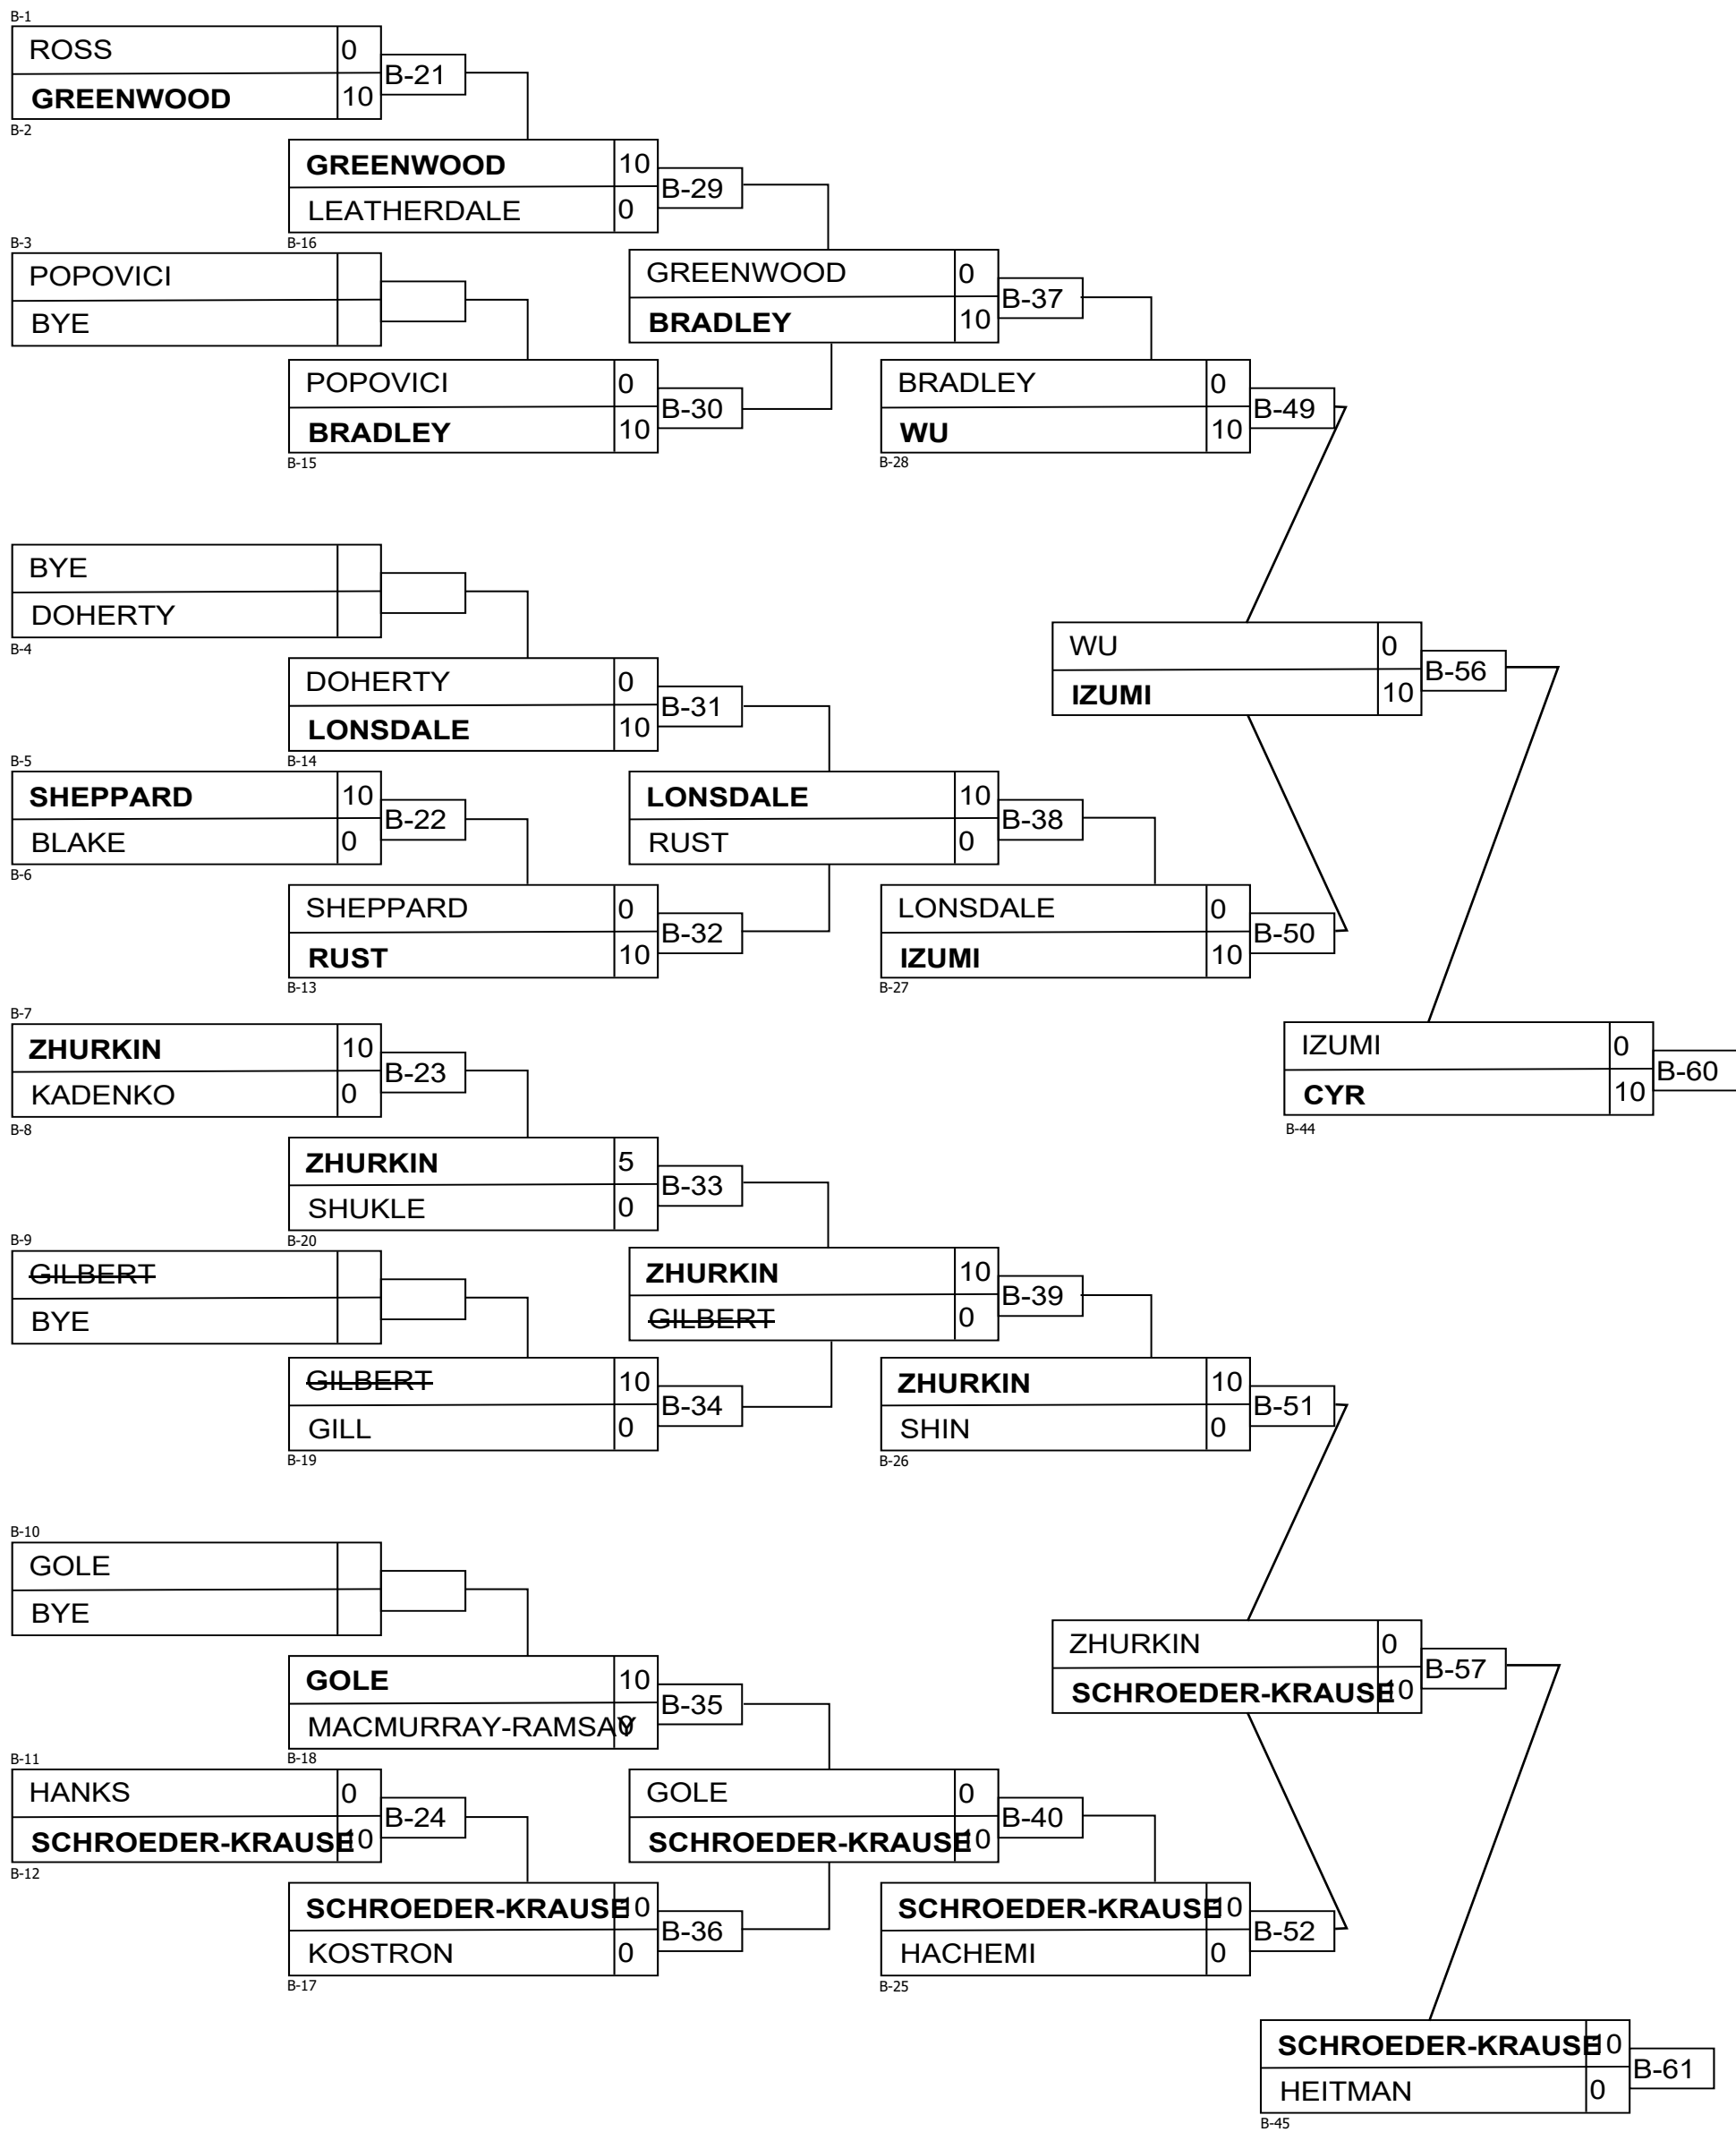 B-1
ROSS 0
B-21
GREENWOOD 10
B-2
GREENWOOD 10
B-29
LEATHERDALE 0
B-16
B-3
POPOVICI
BYE
GREENWOOD 0
B-37
BRADLEY 10
POPOVICI 0
B-30
BRADLEY 10
B-15
BRADLEY 0
B-49
WU 10
B-28
BYE
DOHERTY
B-4
WU 0
B-56
IZUMI 10
DOHERTY 0
B-31
LONSDALE 10
B-14
B-5
SHEPPARD 10
B-22
BLAKE 0
B-6
LONSDALE 10
B-38
RUST 0
SHEPPARD 0
B-32
RUST 10
B-13
LONSDALE 0
B-50
IZUMI 10
B-27
B-7
ZHURKIN 10
B-23
KADENKO 0
B-8
IZUMI 0
B-60
CYR 10
B-44
ZHURKIN 5
B-33
SHUKLE 0
B-20
B-9
GILBERT
BYE
ZHURKIN 10
B-39
GILBERT 0
GILBERT 10
B-34
GILL 0
B-19
ZHURKIN 10
B-51
SHIN 0
B-26
B-10
GOLE
BYE
ZHURKIN 0
B-57
SCHROEDER-KRAUSE 10
GOLE 10
B-35
MACMURRAY-RAMSAY 0
B-18
B-11
HANKS 0
B-24
SCHROEDER-KRAUSE 10
B-12
GOLE 0
B-40
SCHROEDER-KRAUSE 10
SCHROEDER-KRAUSE 10
B-36
KOSTRON 0
B-17
SCHROEDER-KRAUSE 10
B-52
HACHEMI 0
B-25
SCHROEDER-KRAUSE 10
B-61
HEITMAN 0
B-45